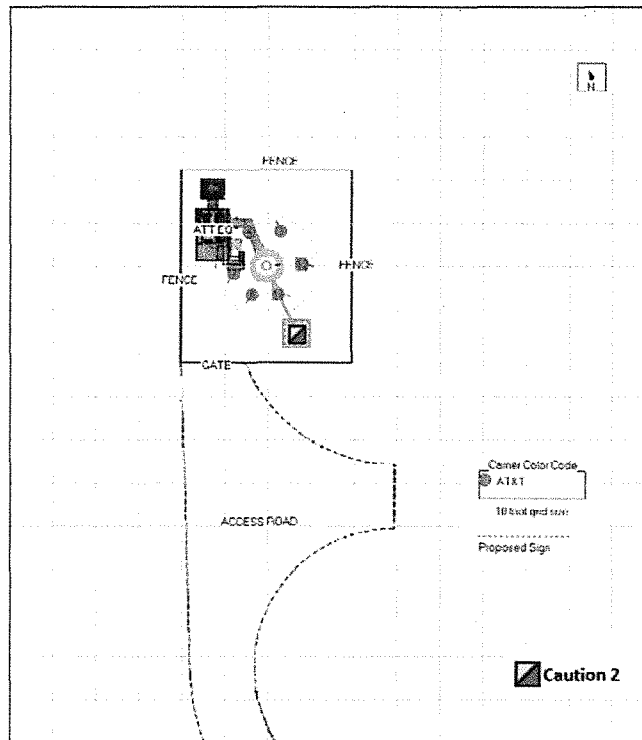 N
FENCE
ATT EQ
FENCE
FENCE
GATE
Carrier Color Code
AT&T
10 foot grid size
ACCESS ROAD
Proposed Sign
Caution 2